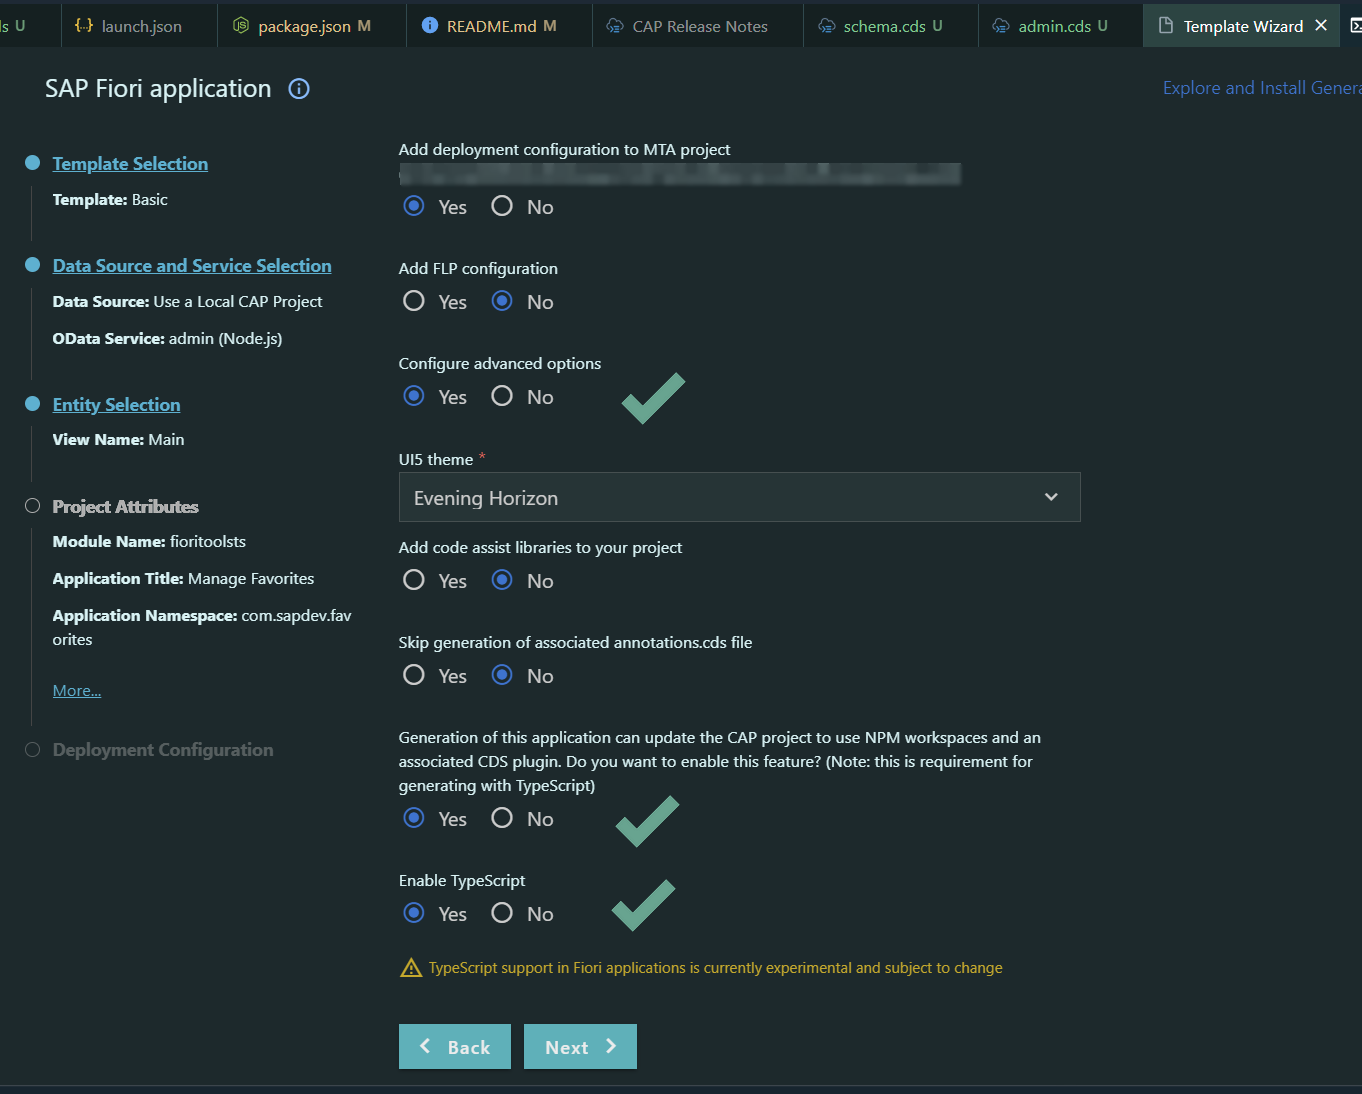 ls U
launch.json
package.json M
README.md M
CAP Release Notes
schema.cds U
admin.cds U
Template Wizard
SAP Fiori application
Explore and Install Genera
Template Selection
Template: Basic
Data Source and Service Selection
Data Source: Use a Local CAP Project
OData Service: admin (Node.js)
Entity Selection
View Name: Main
Project Attributes
Module Name: fioritoolsts
Application Title: Manage Favorites
Application Namespace: com.sapdev.fav
orites
More...
Deployment Configuration
Add deployment configuration to MTA project
Yes No
Add FLP configuration
Yes No
Configure advanced options
Yes No
UI5 theme *
Evening Horizon
Add code assist libraries to your project
Yes No
Skip generation of associated annotations.cds file
Yes No
Generation of this application can update the CAP project to use NPM workspaces and an
associated CDS plugin. Do you want to enable this feature? (Note: this is requirement for
generating with TypeScript)
Yes No
Enable TypeScript
Yes No
TypeScript support in Fiori applications is currently experimental and subject to change
Back
Next